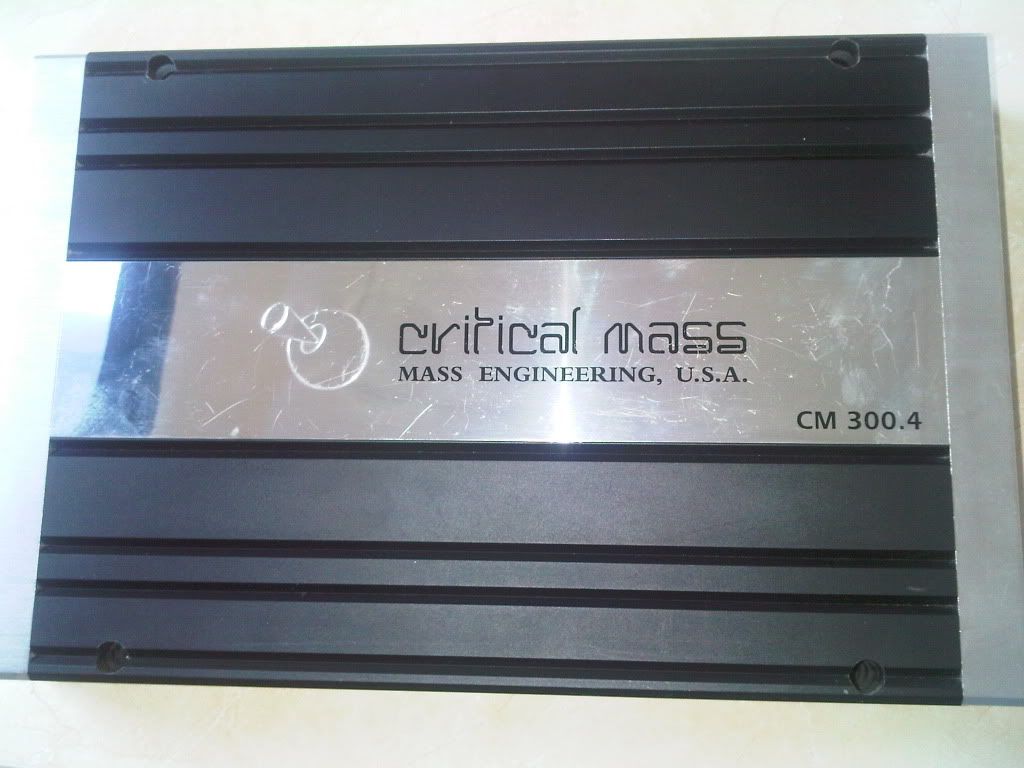 critical mass
MASS ENGINEERING, U.S.A.
CM 300.4